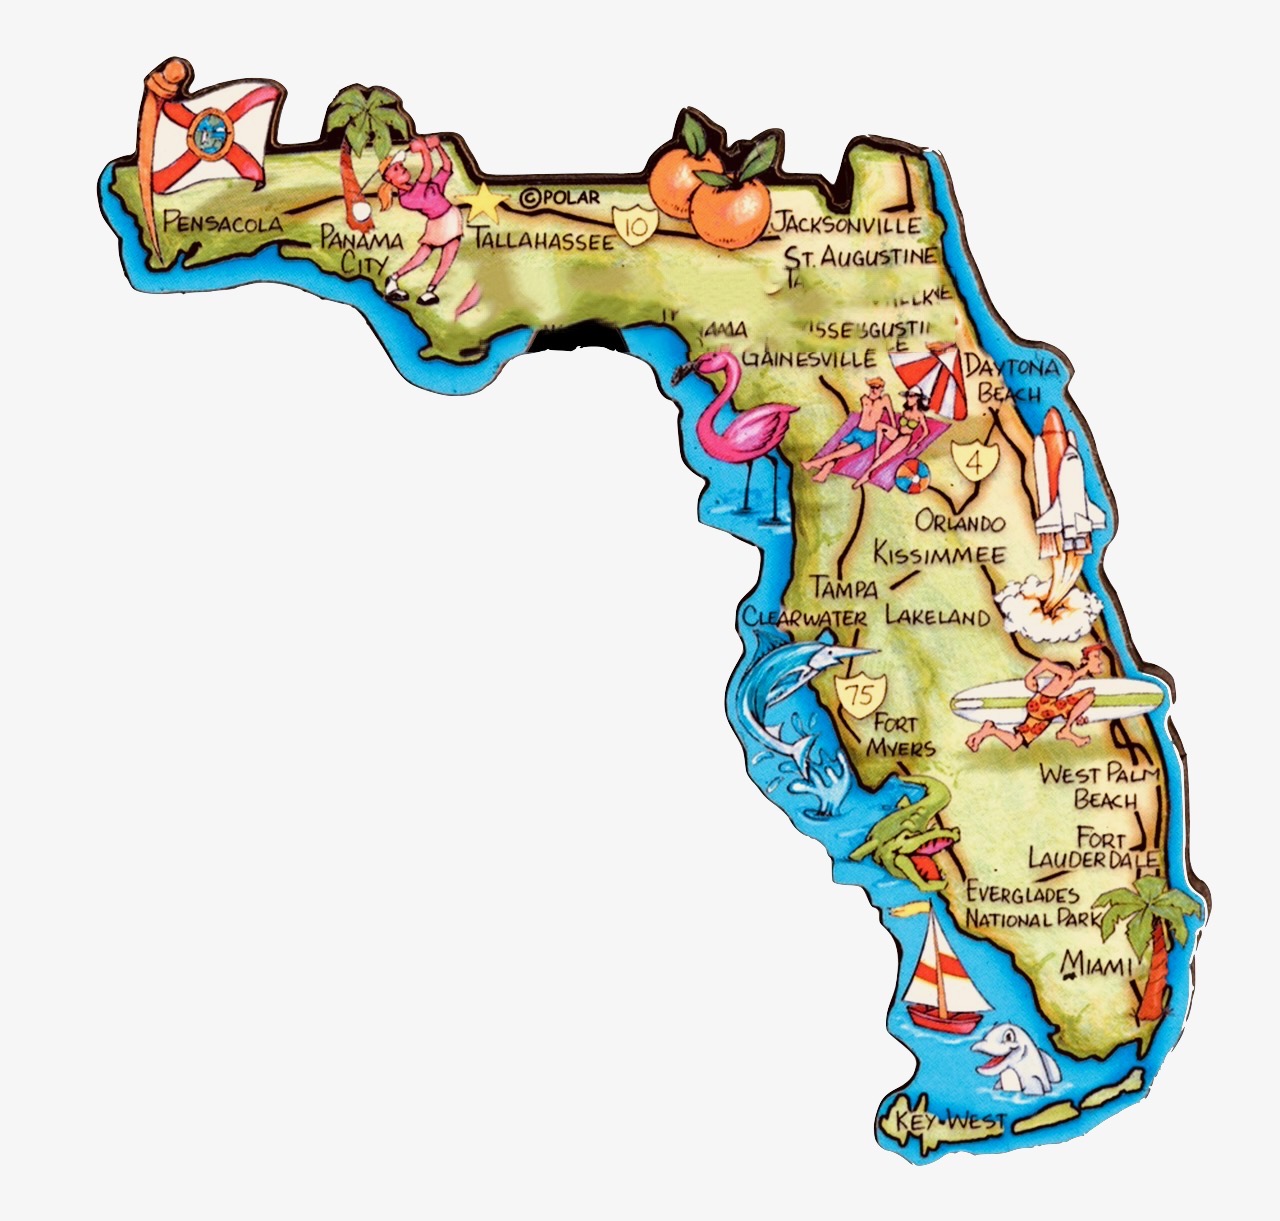 ©POLAR
PENSACOLA
PANAMA
CITY
TALLAHASSEE
10
JACKSONVILLE
ST. AUGUSTINE
GAINESVILLE
DAYTONA
BEACH
4
ORLANDO
KISSIMMEE
TAMPA
CLEARWATER
LAKELAND
75
FORT
MYERS
WEST PALM
BEACH
FORT
LAUDERDALE
EVERGLADES
NATIONAL PARK
MIAMI
KEY WEST